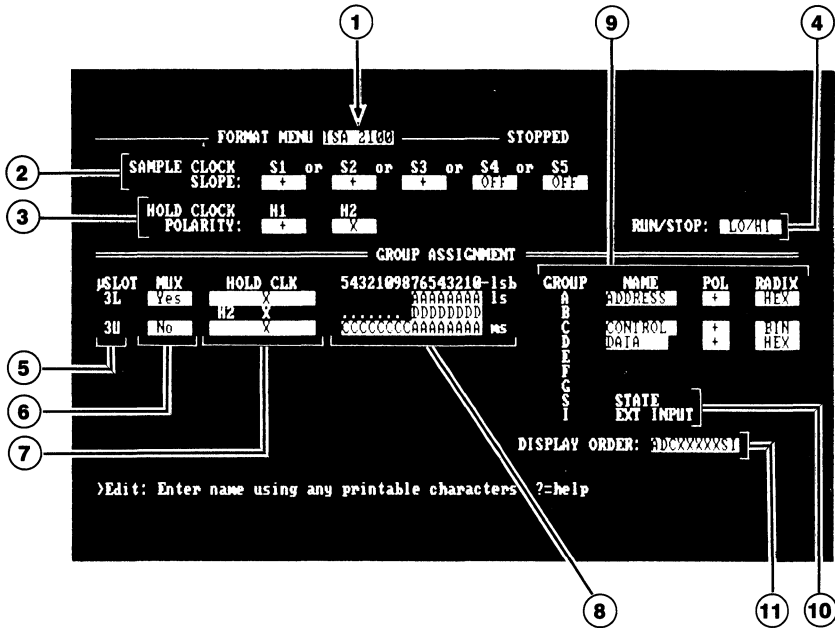 1
4
9
FORMAT MENU ISA 2100 STOPPED
2
SAMPLE CLOCK S1 or S2 or S3 or S4 or S5
SLOPE: + + + OFF OFF
3
HOLD CLOCK H1 H2
POLARITY: + X
RUN/STOP: LO/HI
GROUP ASSIGNMENT
µSLOT MUX HOLD CLK 5432109876543210-lsb GROUP NAME POL RADIX
3L Yes X AAAAAAAA ls A ADDRESS + HEX
H2 X ........DDDDDDDD B
3U No X CCCCCCCCAAAAAAAA ms C CONTROL + BIN
D DATA + HEX
E
F
G
S STATE
I EXT INPUT
5
6
7
DISPLAY ORDER: ADCXXXXXSI
>Edit: Enter name using any printable characters ?=help
8
11
10